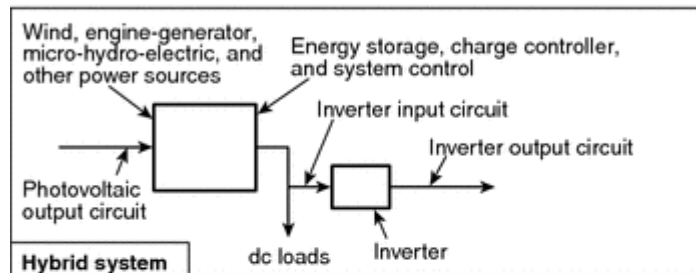 Wind, engine-generator,
micro-hydro-electric, and
other power sources
Energy storage, charge controller,
and system control
Inverter input circuit
Inverter output circuit
Photovoltaic
output circuit
dc loads
Inverter
Hybrid system